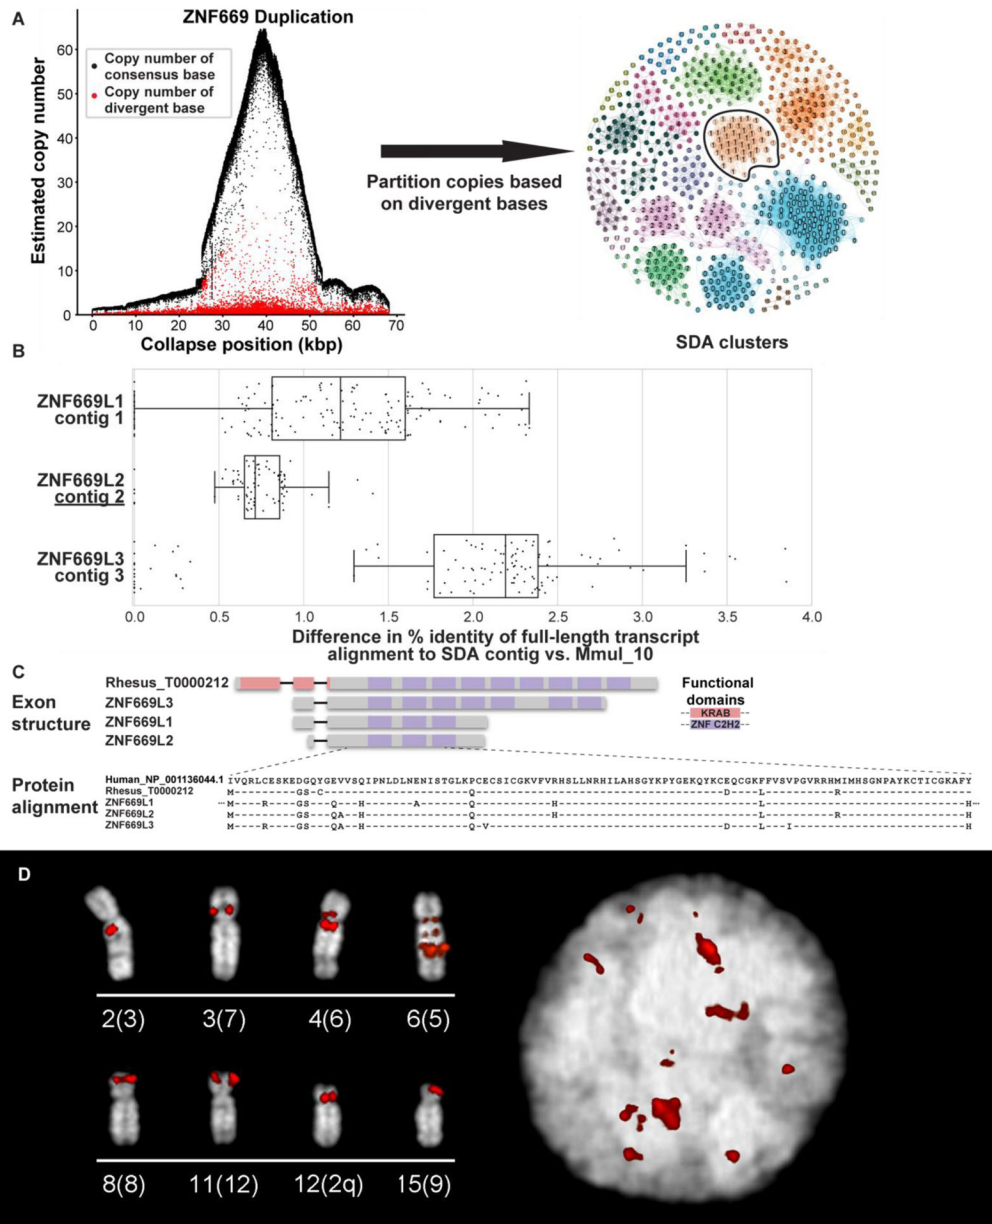 A
ZNF669 Duplication
Copy number of
consensus base
Copy number of
divergent base
Estimated copy number
60
50
40
30
20
10
0
0 10 20 30 40 50 60 70
Collapse position (kbp)
Partition copies based
on divergent bases
SDA clusters
B
ZNF669L1
contig 1
ZNF669L2
contig 2
ZNF669L3
contig 3
0.0 0.5 1.0 1.5 2.0 2.5 3.0 3.5 4.0
Difference in % identity of full-length transcript
alignment to SDA contig vs. Mmul_10
C
Exon
structure
Rhesus_T0000212
ZNF669L3
ZNF669L1
ZNF669L2
Functional
domains
KRAB
ZNF C2H2
Protein
alignment
Human_NP_001136044.1 IVQRLCESKEDGQYGEVVSQIPNLDLNENISTGLKPCECSICGKVFVRHSLLNRHILAHSGYKPYGEKQYKCEQCGKFFVSVPGVRRHMIMHSGNPAYKCTICGKAFY
Rhesus_T0000212 M----------GS-C---------------------Q-------------------------------------D----L----------R-------------------
ZNF669L1
ZNF669L2
ZNF669L3
D
2(3) 3(7) 4(6) 6(5)
8(8) 11(12) 12(2q) 15(9)